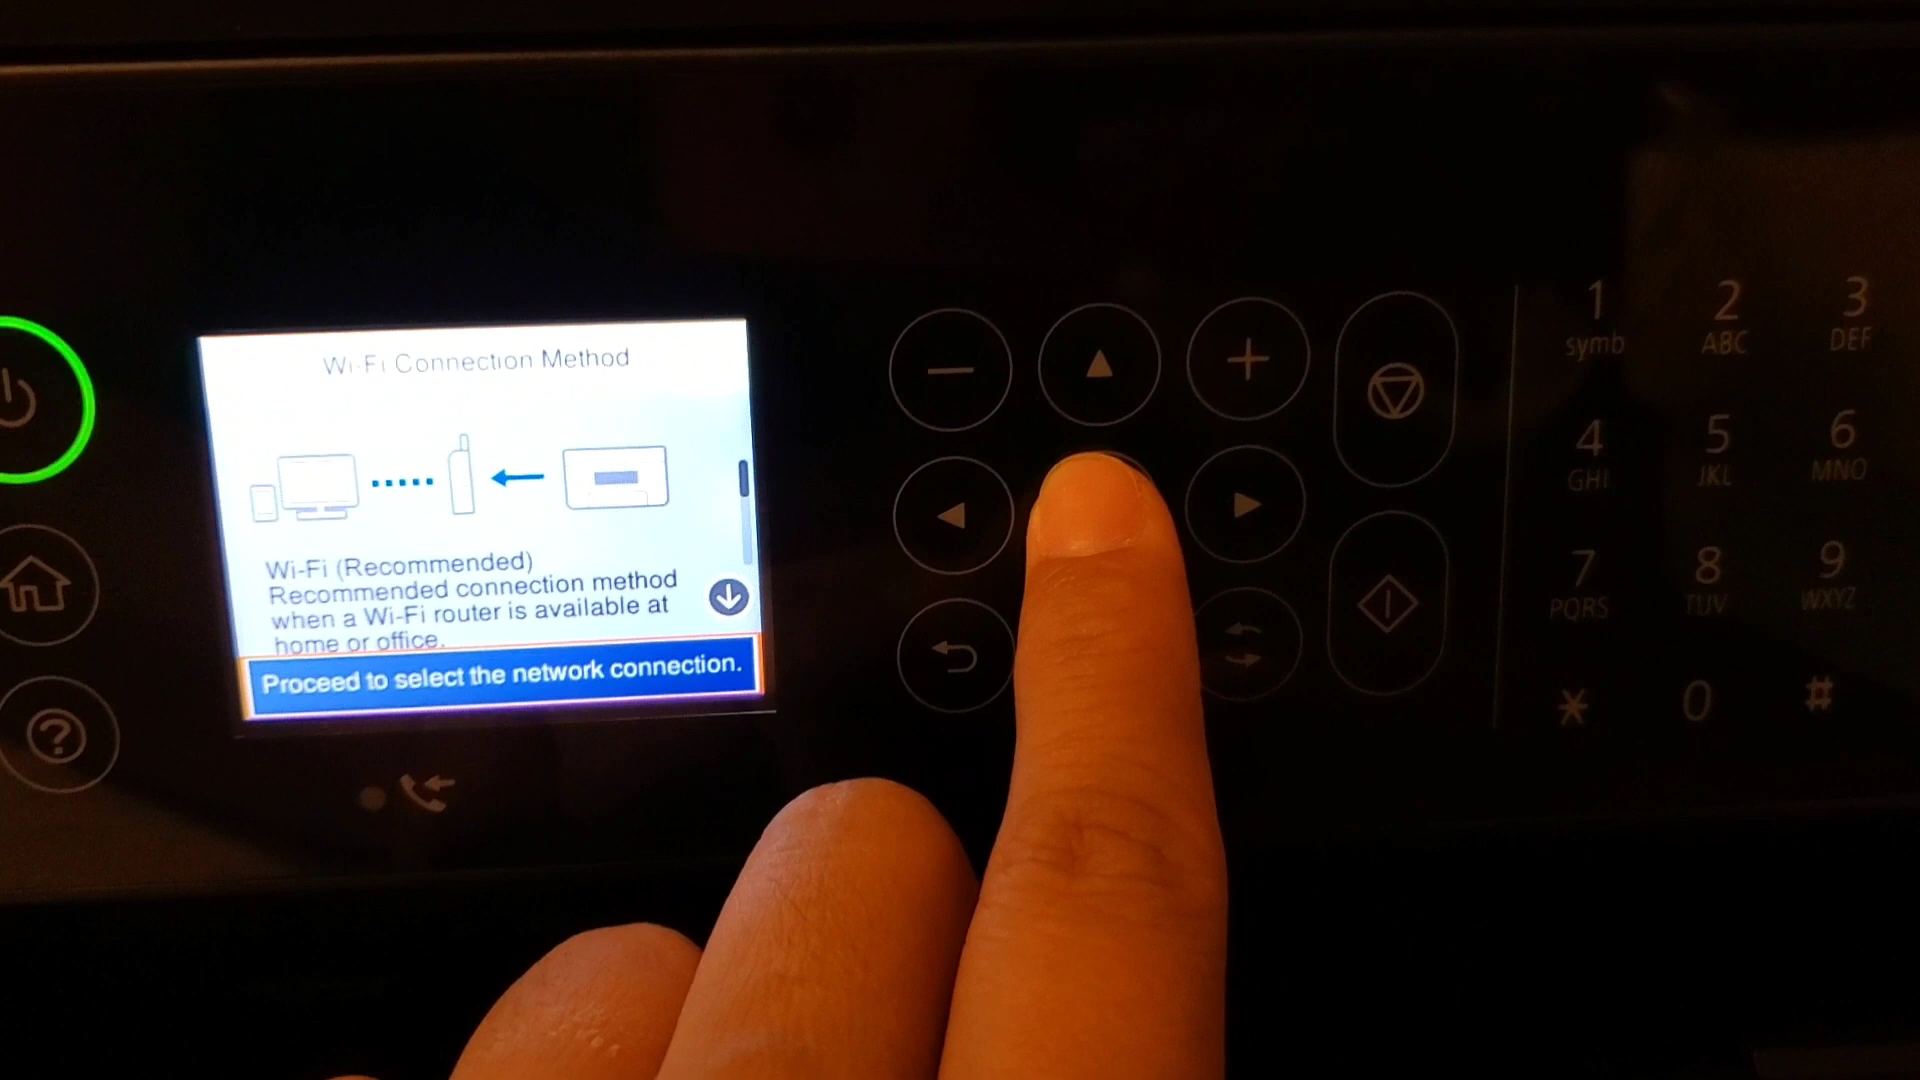 Wi-Fi Connection Method
Wi-Fi (Recommended)
Recommended connection method
when a Wi-Fi router is available at
home or office.
Proceed to select the network connection.
1 2 3
symb ABC DEF
4 5 6
GHI JKL MNO
7 8 9
PQRS TUV WXYZ
* 0 #